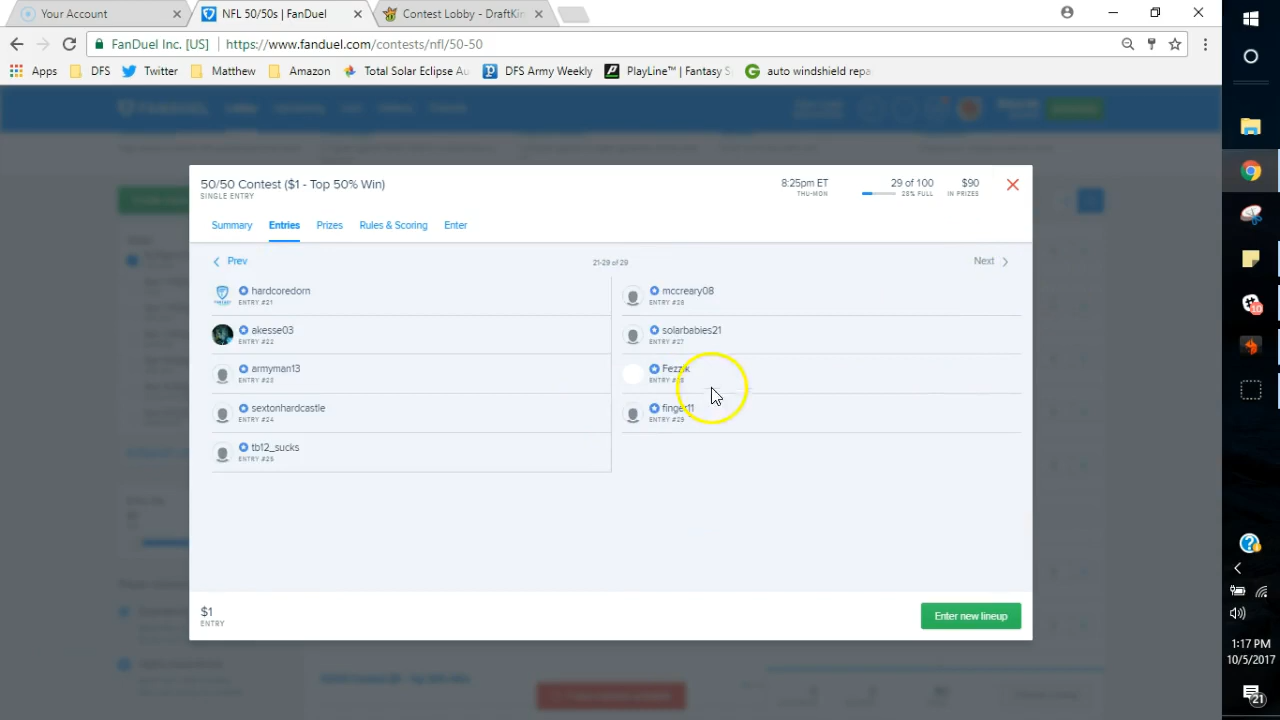 Your Account
NFL 50/50s | FanDuel
Contest Lobby - DraftKin
FanDuel Inc. [US]
https://www.fanduel.com/contests/nfl/50-50
Apps
DFS
Twitter
Matthew
Amazon
Total Solar Eclipse Au
DFS Army Weekly
PlayLine™ | Fantasy S
auto windshield repa
50/50 Contest ($1 - Top 50% Win)
SINGLE ENTRY
8:25pm ET
THU-MON
29 of 100
$90
IN PRIZES
Summary
Entries
Prizes
Rules & Scoring
Enter
Prev
21-29 of 29
Next
hardcoredorn
ENTRY #21
akesse03
ENTRY #22
armyman13
ENTRY #23
sextonhardcastle
ENTRY #24
tb12_sucks
ENTRY #25
mccreary08
solarbabies21
ENTRY #27
Fezzik
finger11
ENTRY #29
$1
ENTRY
Enter new lineup
10
1:17 PM
10/5/2017
21